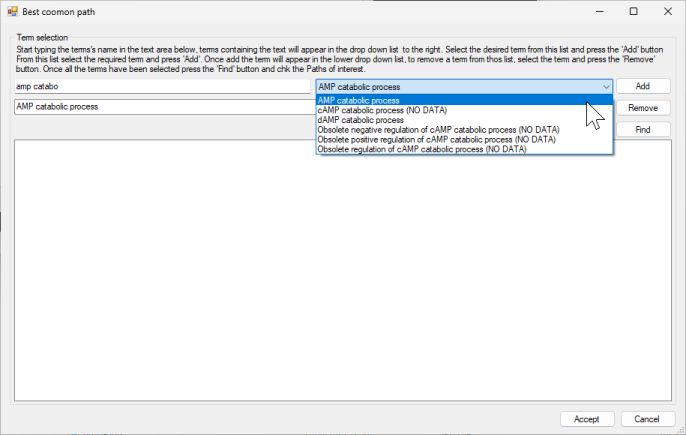 Best coomon path
Term selection
Start typing the terms's name in the text area below, terms containing the text will appear in the drop down list to the right. Select the desired term from this list and press the 'Add' button
From this list select the required term and press 'Add'. Once add the term will appear in the lower drop down list, to remove a term from thos list, select the term and press the 'Remove'
button. Once all the terms have been selected press the 'Find' button and chk the Paths of interest.
amp catabo
AMP catabolic process
Add
AMP catabolic process
Remove
AMP catabolic process
cAMP catabolic process (NO DATA)
dAMP catabolic process
Find
Obsolete negative regulation of cAMP catabolic process (NO DATA)
Obsolete positive regulation of cAMP catabolic process (NO DATA)
Obsolete regulation of cAMP catabolic process (NO DATA)
Accept
Cancel